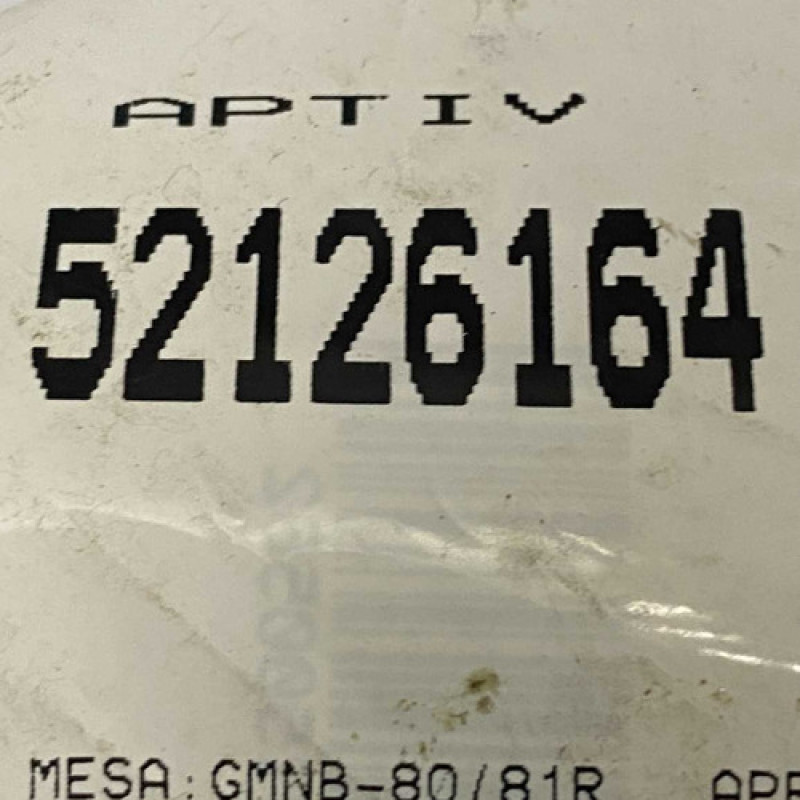 APTIV
52126164
MESA: GMNB-80/81R